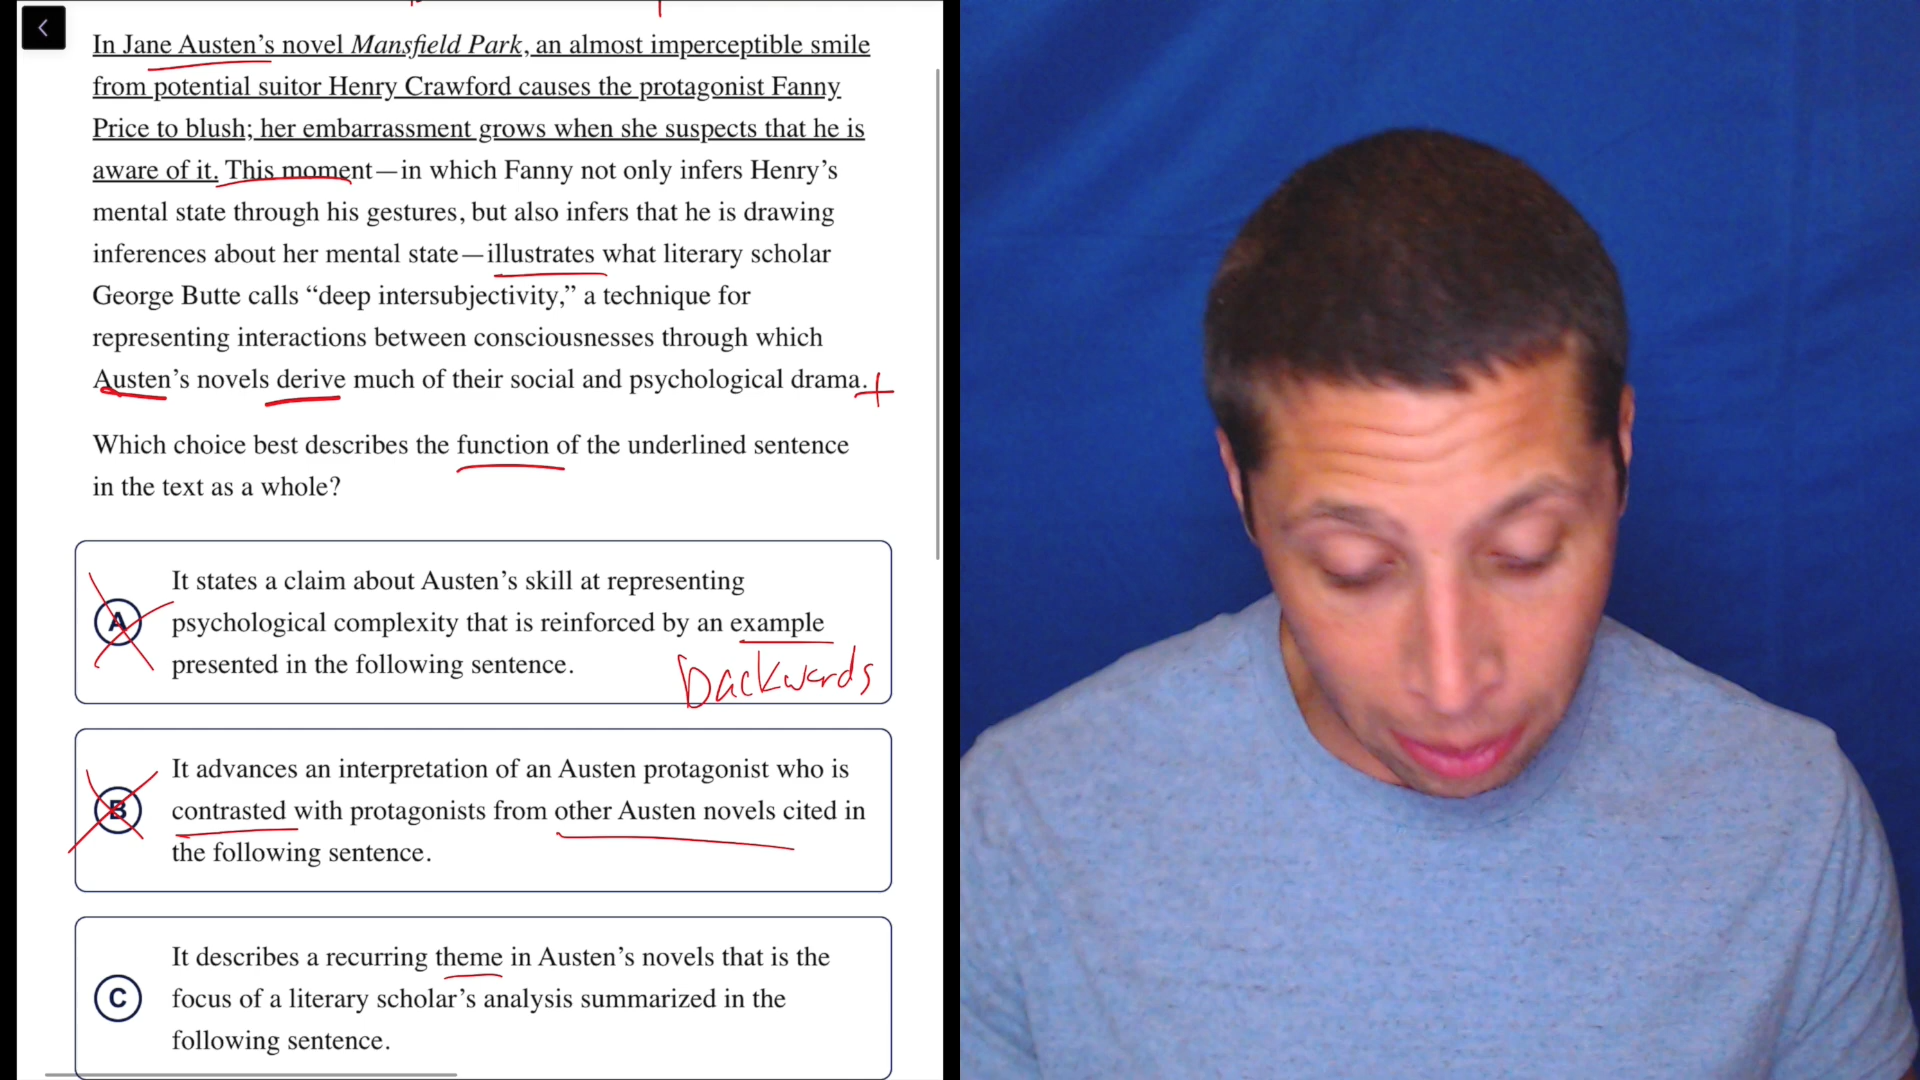 In Jane Austen’s novel Mansfield Park, an almost imperceptible smile
from potential suitor Henry Crawford causes the protagonist Fanny
Price to blush; her embarrassment grows when she suspects that he is
aware of it. This moment—in which Fanny not only infers Henry’s
mental state through his gestures, but also infers that he is drawing
inferences about her mental state—illustrates what literary scholar
George Butte calls “deep intersubjectivity,” a technique for
representing interactions between consciousnesses through which
Austen’s novels derive much of their social and psychological drama.
Which choice best describes the function of the underlined sentence
in the text as a whole?
A
It states a claim about Austen’s skill at representing
psychological complexity that is reinforced by an example
presented in the following sentence.
backwards
B
It advances an interpretation of an Austen protagonist who is
contrasted with protagonists from other Austen novels cited in
the following sentence.
C
It describes a recurring theme in Austen’s novels that is the
focus of a literary scholar’s analysis summarized in the
following sentence.